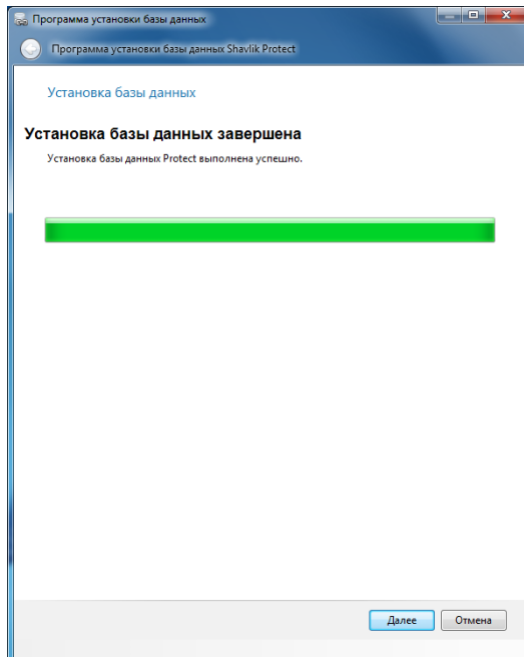 Программа установки базы данных
Программа установки базы данных Shavlik Protect
Установка базы данных
Установка базы данных завершена
Установка базы данных Protect выполнена успешно.
Далее
Отмена